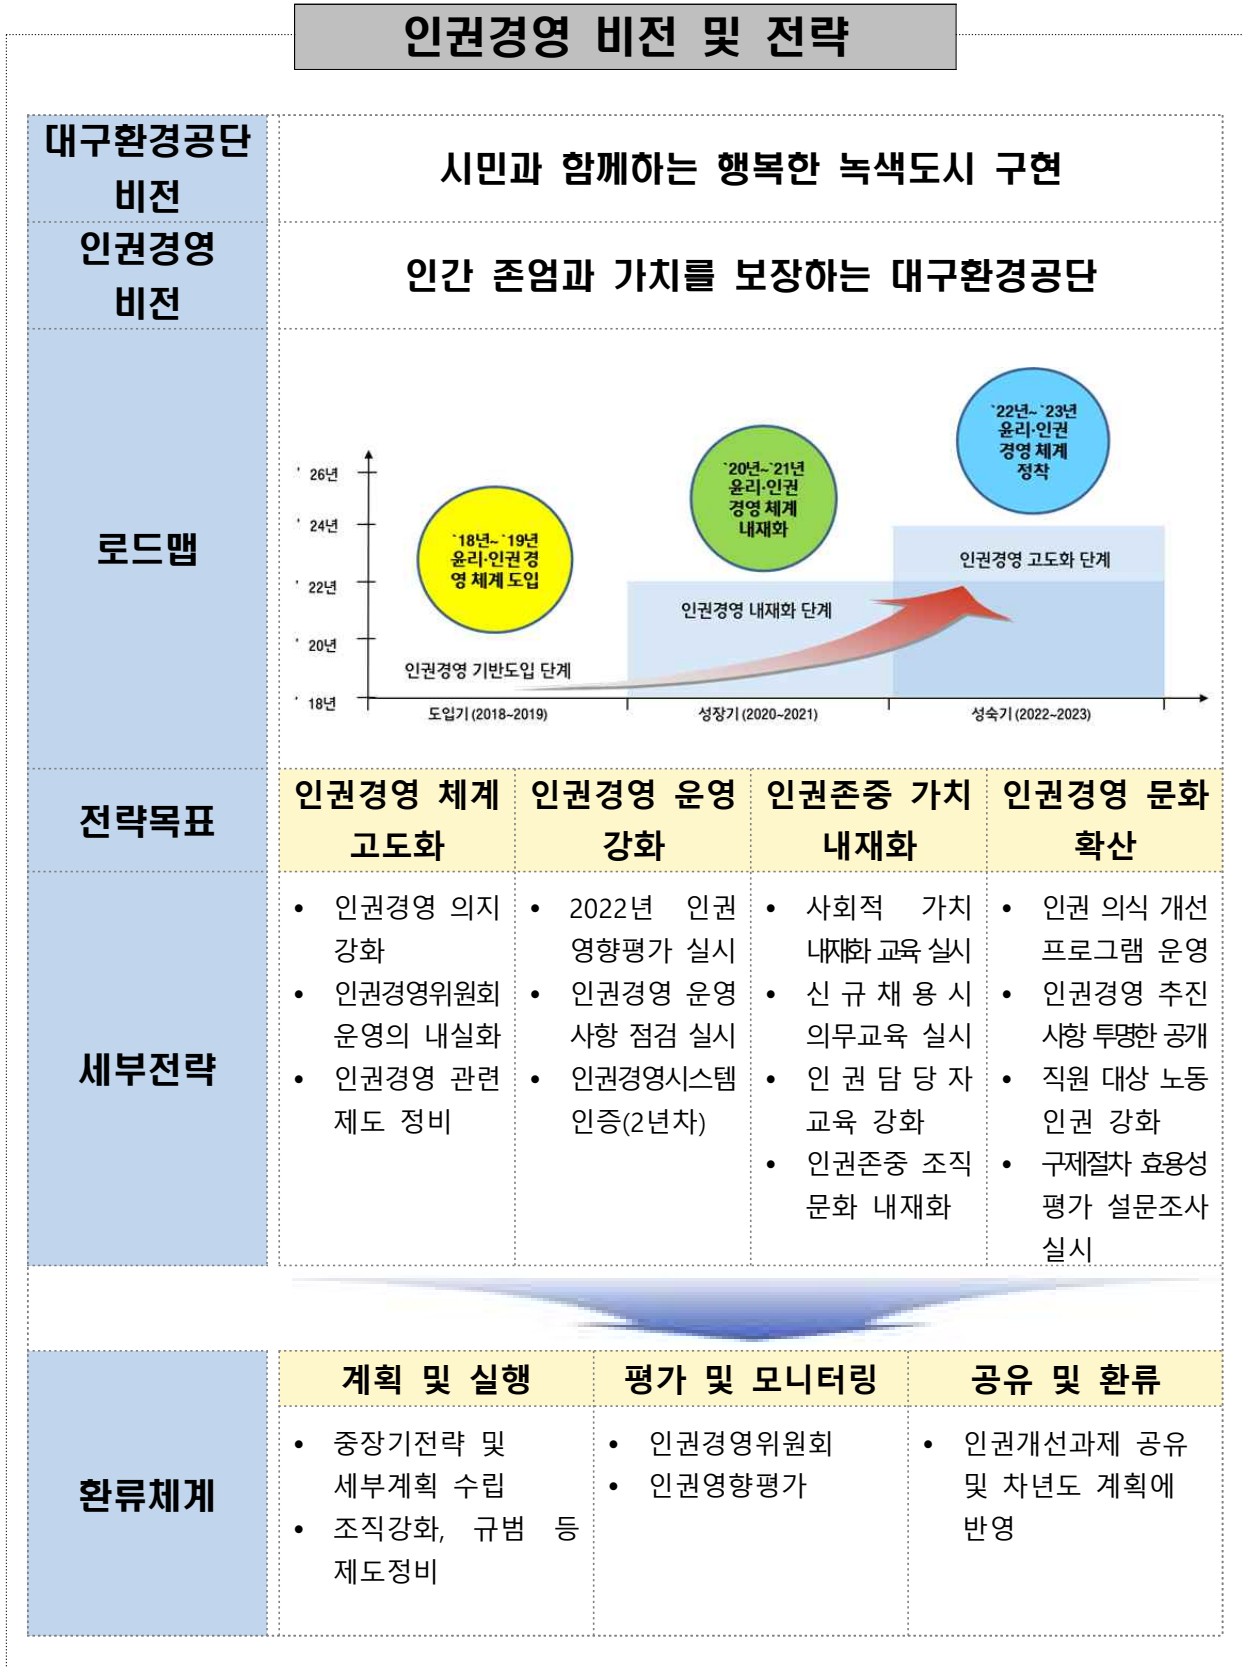 인권경영 비전 및 전략
대구환경공단
비전
시민과 함께하는 행복한 녹색도시 구현
인권경영
비전
인간 존엄과 가치를 보장하는 대구환경공단
로드맵
' 26년
' 24년
' 22년
' 20년
' 18년
`18년~`19년
윤리·인권 경
영 체계 도입
`20년~`21년
윤리·인권
경영 체계
내재화
`22년~`23년
윤리·인권
경영 체계
정착
인권경영 기반도입 단계
인권경영 내재화 단계
인권경영 고도화 단계
도입기 (2018~2019)
성장기 (2020~2021)
성숙기 (2022~2023)
전략목표
인권경영 체계
고도화
인권경영 운영
강화
인권존중 가치
내재화
인권경영 문화
확산
세부전략
• 인권경영 의지
강화
• 인권경영위원회
운영의 내실화
• 인권경영 관련
제도 정비
• 2022년 인권
영향평가 실시
• 인권경영 운영
사항 점검 실시
• 인권경영시스템
인증(2년차)
• 사회적 가치
내재화 교육 실시
• 신규채용시
의무교육 실시
• 인권담당자
교육 강화
• 인권존중 조직
문화 내재화
• 인권 의식 개선
프로그램 운영
• 인권경영 추진
사항 투명한 공개
• 직원 대상 노동
인권 강화
• 구제절차 효용성
평가 설문조사
실시
환류체계
계획 및 실행
평가 및 모니터링
공유 및 환류
• 중장기전략 및
세부계획 수립
• 조직강화, 규범 등
제도정비
• 인권경영위원회
• 인권영향평가
• 인권개선과제 공유
및 차년도 계획에
반영